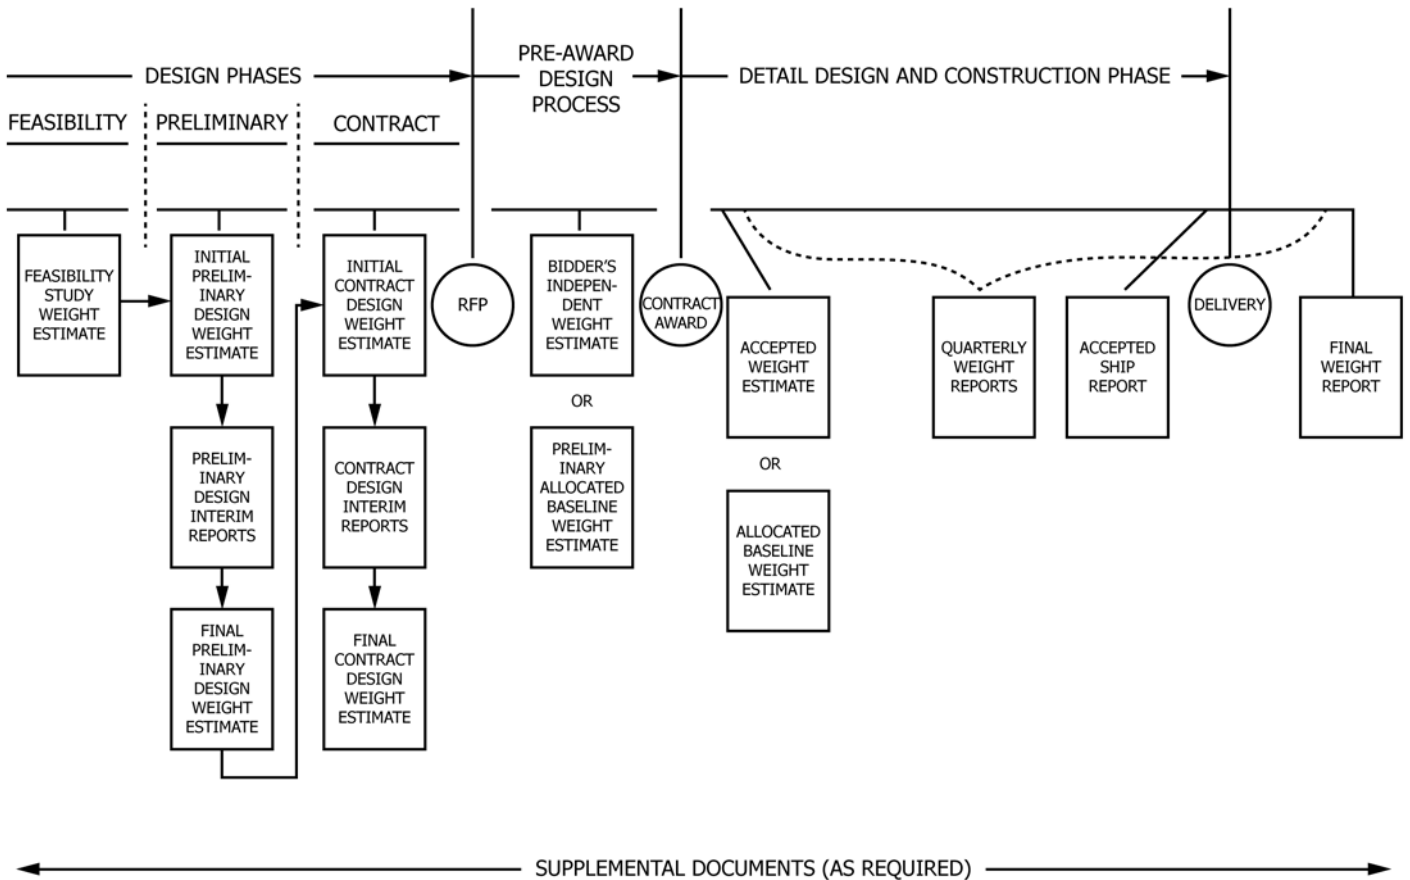 DESIGN PHASES
PRE-AWARD
DESIGN
PROCESS
DETAIL DESIGN AND CONSTRUCTION PHASE
FEASIBILITY
PRELIMINARY
CONTRACT
FEASIBILITY
STUDY
WEIGHT
ESTIMATE
INITIAL
PRELIM-
INARY
DESIGN
WEIGHT
ESTIMATE
PRELIM-
INARY
DESIGN
INTERIM
REPORTS
FINAL
PRELIM-
INARY
DESIGN
WEIGHT
ESTIMATE
INITIAL
CONTRACT
DESIGN
WEIGHT
ESTIMATE
CONTRACT
DESIGN
INTERIM
REPORTS
FINAL
CONTRACT
DESIGN
WEIGHT
ESTIMATE
RFP
BIDDER'S
INDEPEN-
DENT
WEIGHT
ESTIMATE
OR
PRELIM-
INARY
ALLOCATED
BASELINE
WEIGHT
ESTIMATE
CONTRACT
AWARD
ACCEPTED
WEIGHT
ESTIMATE
OR
ALLOCATED
BASELINE
WEIGHT
ESTIMATE
QUARTERLY
WEIGHT
REPORTS
ACCEPTED
SHIP
REPORT
DELIVERY
FINAL
WEIGHT
REPORT
SUPPLEMENTAL DOCUMENTS (AS REQUIRED)